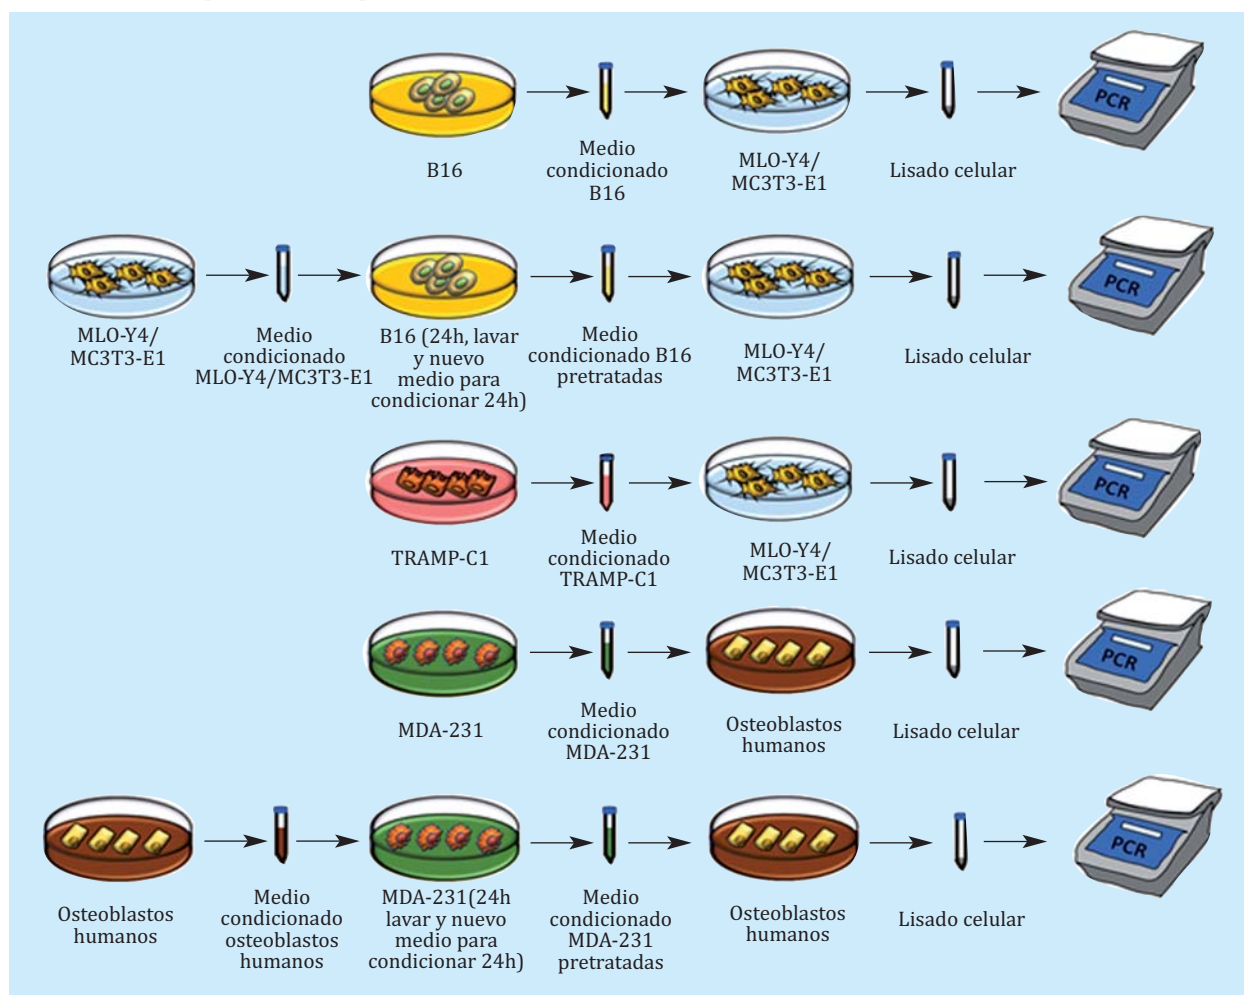 PCR
B16
Medio
condicionado
B16
MLO-Y4/
MC3T3-E1
Lisado celular
PCR
MLO-Y4/
MC3T3-E1
Medio
condicionado
MLO-Y4/MC3T3-E1
B16 (24h, lavar
y nuevo
medio para
condicionar 24h)
Medio
condicionado B16
pretratadas
MLO-Y4/
MC3T3-E1
Lisado celular
PCR
TRAMP-C1
Medio
condicionado
TRAMP-C1
MLO-Y4/
MC3T3-E1
Lisado celular
PCR
MDA-231
Medio
condicionado
MDA-231
Osteoblastos
humanos
Lisado celular
PCR
Osteoblastos
humanos
Medio
condicionado
osteoblastos
humanos
MDA-231(24h
lavar y nuevo
medio para
condicionar 24h)
Medio
condicionado
MDA-231
pretratadas
Osteoblastos
humanos
Lisado celular